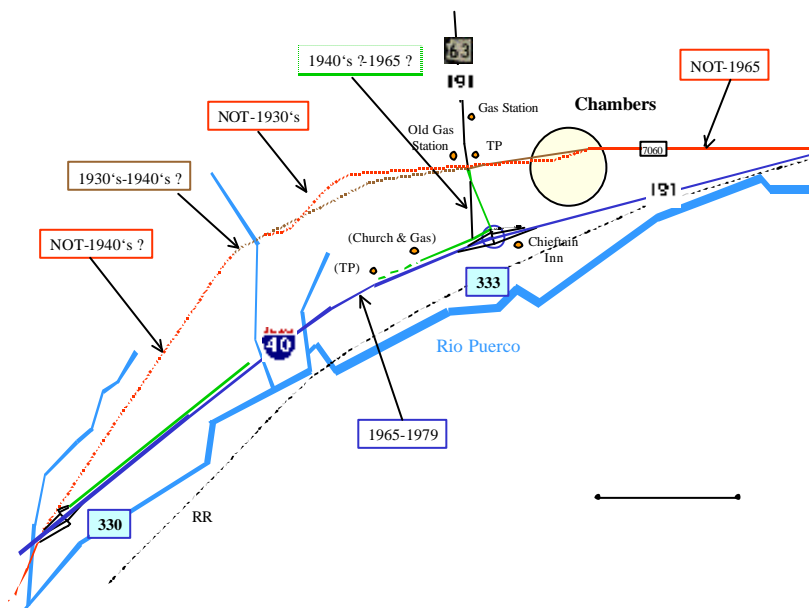 63
1940's ?-1965 ?
191
NOT-1965
Gas Station
Chambers
NOT-1930's
Old Gas
Station
TP
7060
1930's-1940's ?
191
NOT-1940's ?
(Church & Gas)
Chieftain
Inn
(TP)
333
40
Rio Puerco
1965-1979
330
RR